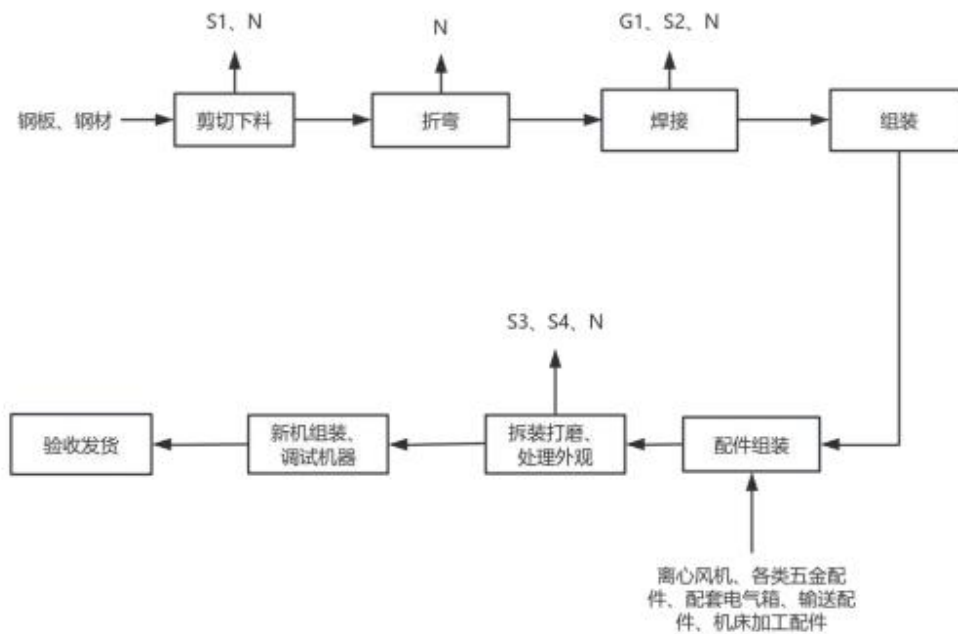 S1、N
N
G1、S2、N
钢板、钢材
剪切下料
折弯
焊接
组装
S3、S4、N
验收发货
新机组装、
调试机器
拆装打磨、
处理外观
配件组装
离心风机、各类五金配
件、配套电气箱、输送配
件、机床加工配件